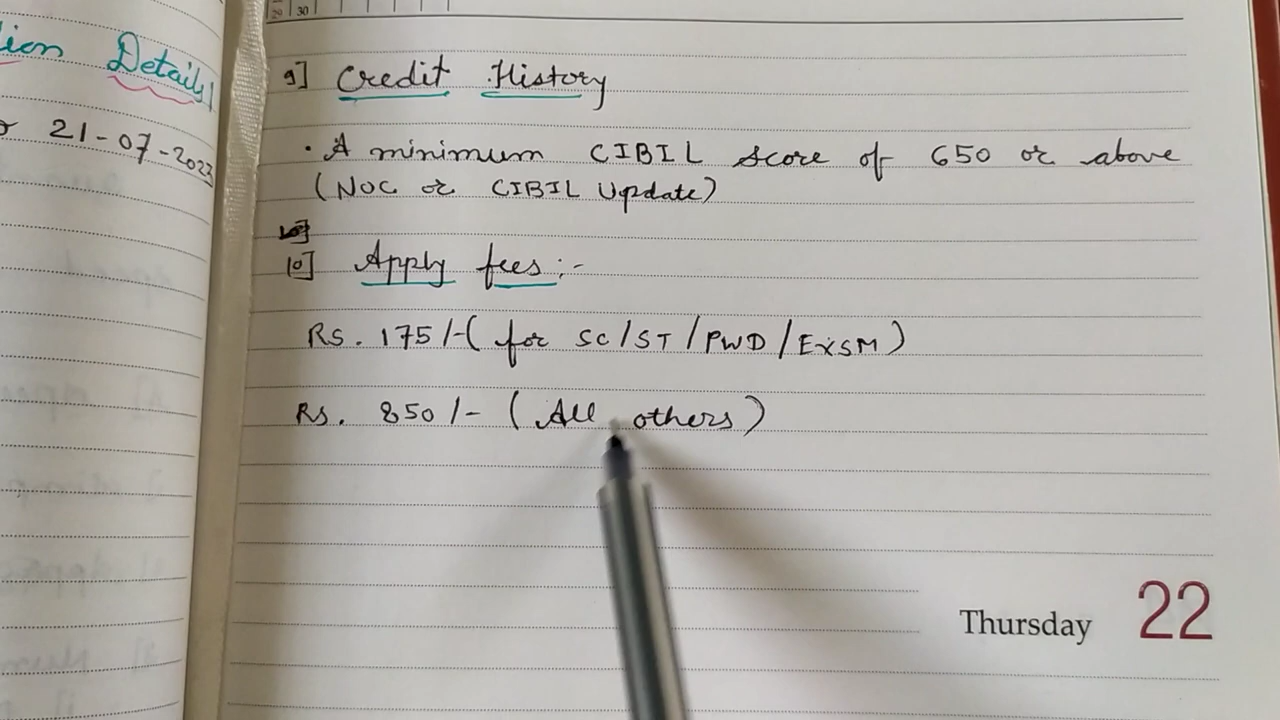 29 30
Details
21-07-2023
9] Credit History
· A minimum CIBIL score of 650 or above
(NOC or CIBIL Update)
10] Apply fees :-
Rs. 175/- ( for SC/ST/PWD/EXSM)
Rs. 850/- ( All others)
Thursday 22